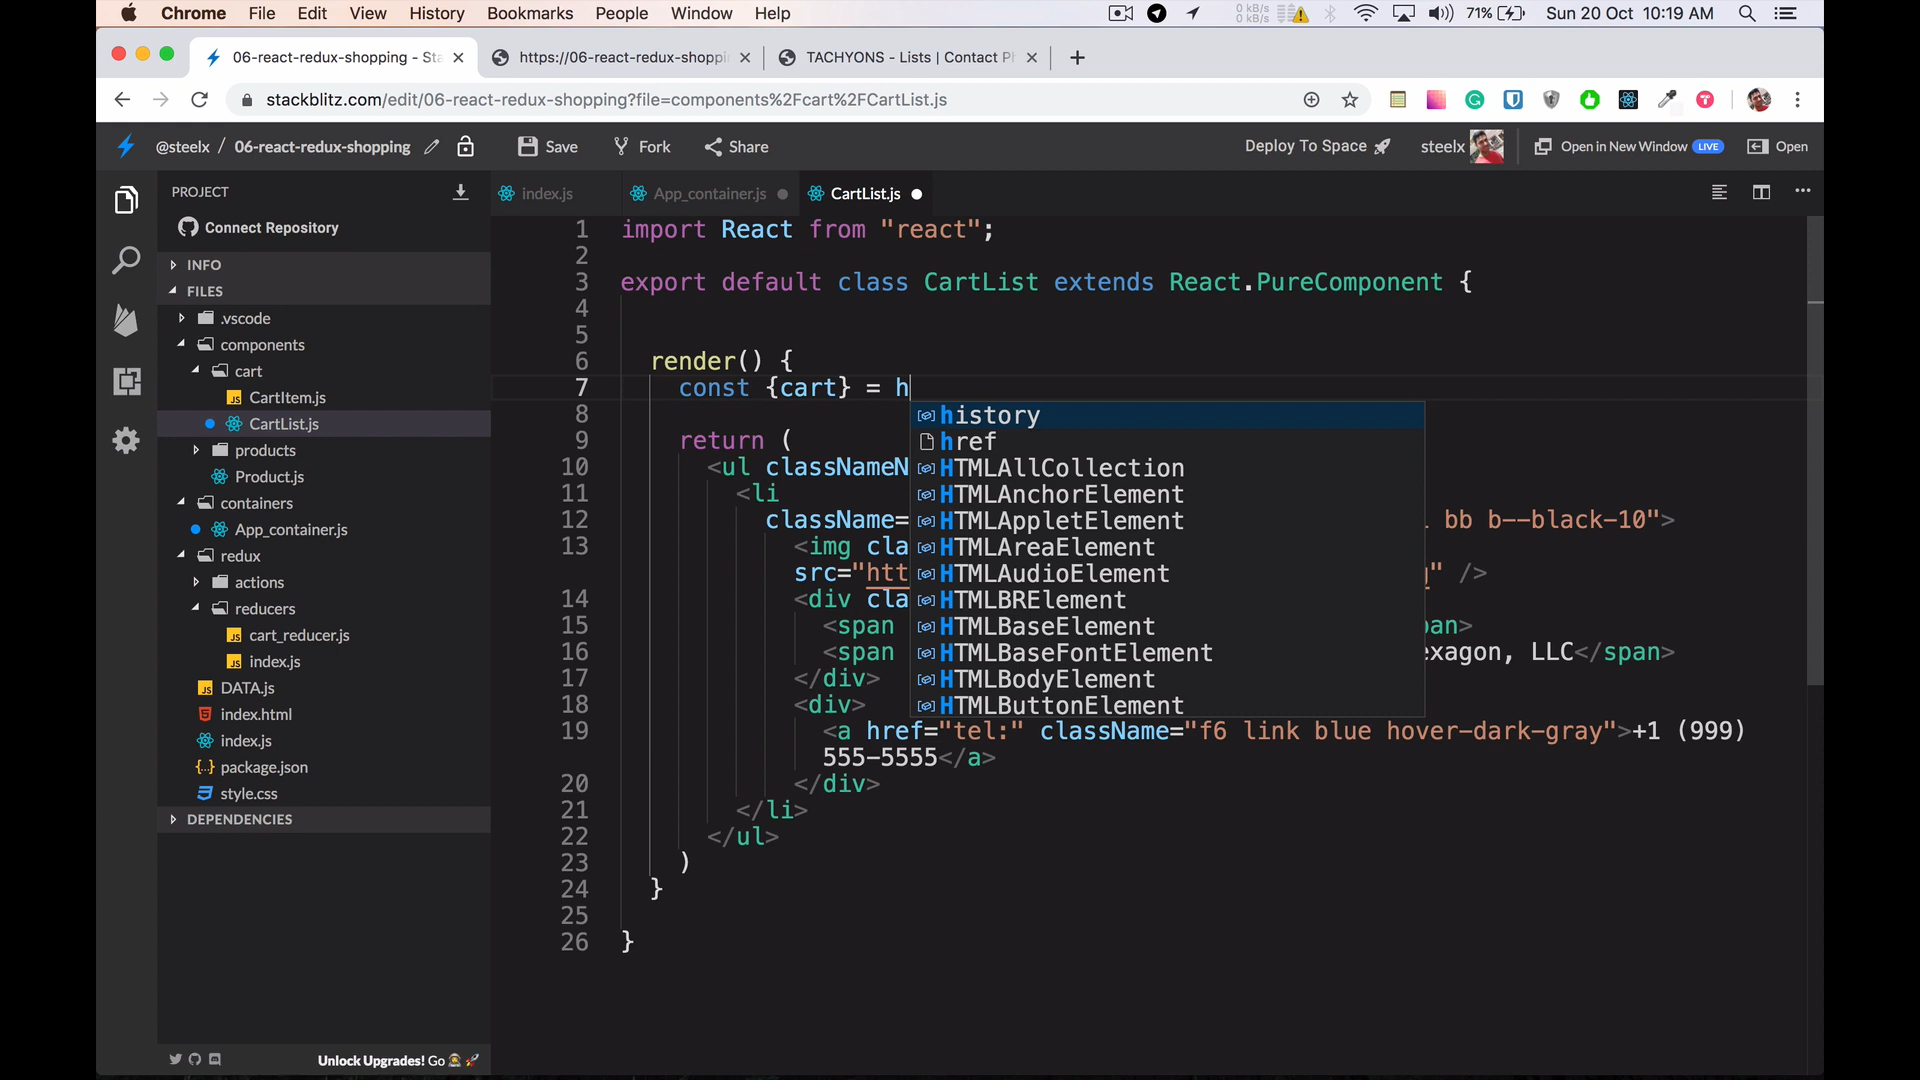 Chrome File Edit View History Bookmarks People Window Help 0 kB/s 0 kB/s 71% Sun 20 Oct 10:19 AM
06-react-redux-shopping - Sta https://06-react-redux-shoppi TACHYONS - Lists | Contact Ph
stackblitz.com/edit/06-react-redux-shopping?file=components%2Fcart%2FCartList.js
@steelx / 06-react-redux-shopping Save Fork Share Deploy To Space steelx Open in New Window LIVE Open
PROJECT
Connect Repository
INFO
FILES
.vscode
components
cart
CartItem.js
CartList.js
products
Product.js
containers
App_container.js
redux
actions
reducers
cart_reducer.js
index.js
DATA.js
index.html
index.js
package.json
style.css
DEPENDENCIES
Unlock Upgrades! Go
index.js App_container.js CartList.js
1 import React from "react";
2
3 export default class CartList extends React.PureComponent {
4
5
6 render() {
7 const {cart} = h
8
9 return (
10 <ul classNameN
11 <li
12 className= bb b--black-10">
13 <img cla
src="htt " />
14 <div cla
15 <span pan>
16 <span exagon, LLC</span>
17 </div>
18 <div>
19 <a href="tel:" className="f6 link blue hover-dark-gray">+1 (999)
555-5555</a>
20 </div>
21 </li>
22 </ul>
23 )
24 }
25
26 }
history
href
HTMLAllCollection
HTMLAnchorElement
HTMLAppletElement
HTMLAreaElement
HTMLAudioElement
HTMLBRElement
HTMLBaseElement
HTMLBaseFontElement
HTMLBodyElement
HTMLButtonElement